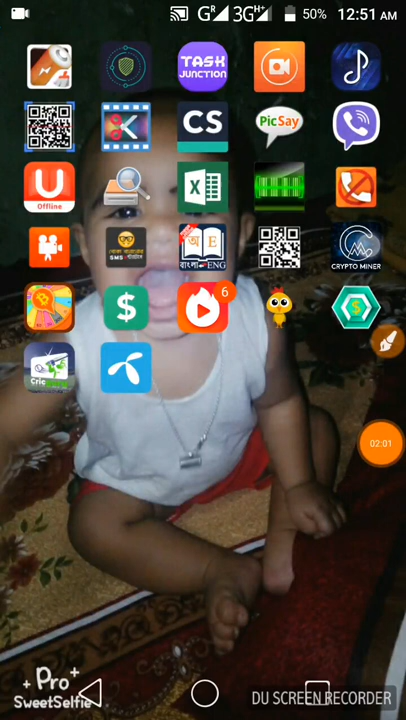 GR 3G H+ 50% 12:51 AM
TASK
JUNCTION
CS
PicSay
Offline
CRYPTO MINER
বাংলা ENG
6
02:01
Pro
SweetSelfie
DU SCREEN RECORDER